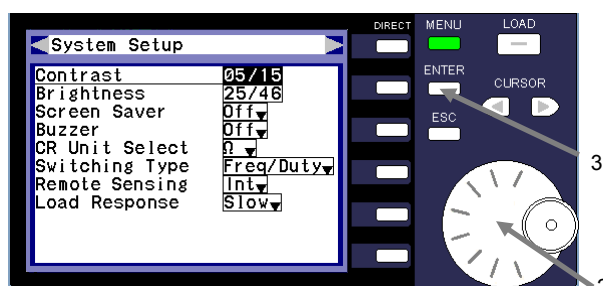 DIRECT MENU LOAD
System Setup
Contrast 05/15
Brightness 25/46
Screen Saver Off
Buzzer Off
CR Unit Select Ω
Switching Type Freq/Duty
Remote Sensing Int
Load Response Slow
ENTER
CURSOR
ESC
3